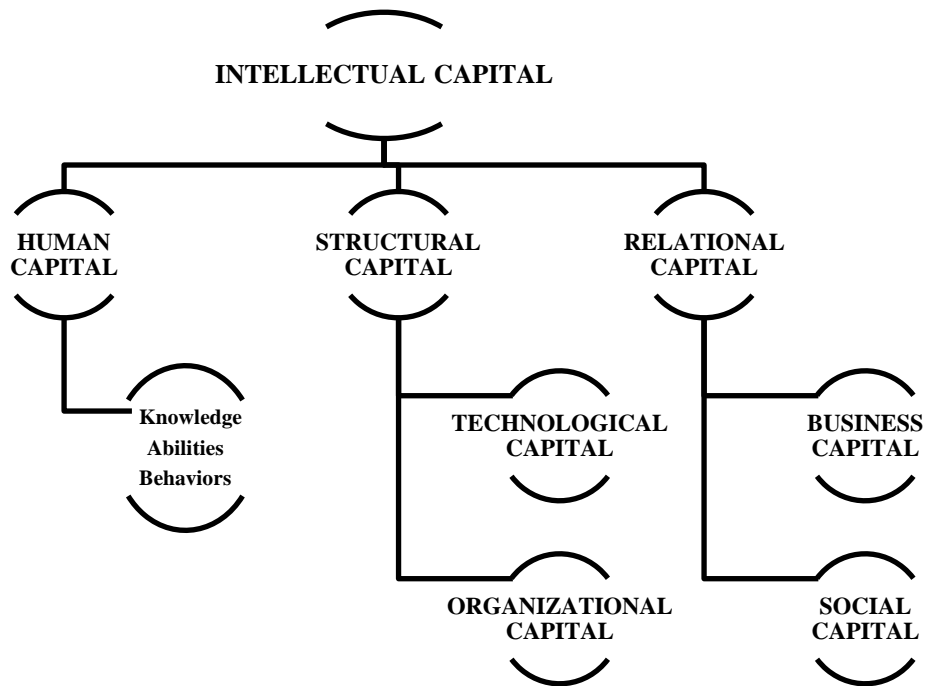 INTELLECTUAL CAPITAL
HUMAN
CAPITAL
STRUCTURAL
CAPITAL
RELATIONAL
CAPITAL
Knowledge
Abilities
Behaviors
TECHNOLOGICAL
CAPITAL
BUSINESS
CAPITAL
ORGANIZATIONAL
CAPITAL
SOCIAL
CAPITAL